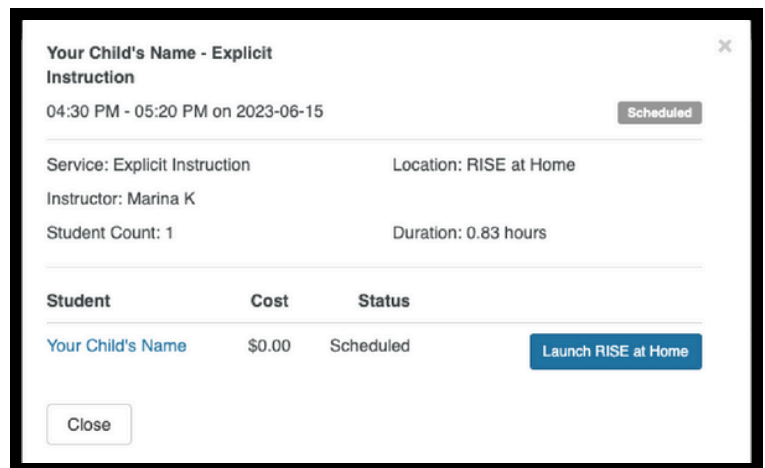 Your Child's Name - Explicit
Instruction
×
04:30 PM - 05:20 PM on 2023-06-15
Scheduled
Service: Explicit Instruction
Location: RISE at Home
Instructor: Marina K
Student Count: 1
Duration: 0.83 hours
Student Cost Status
Your Child's Name $0.00 Scheduled
Launch RISE at Home
Close